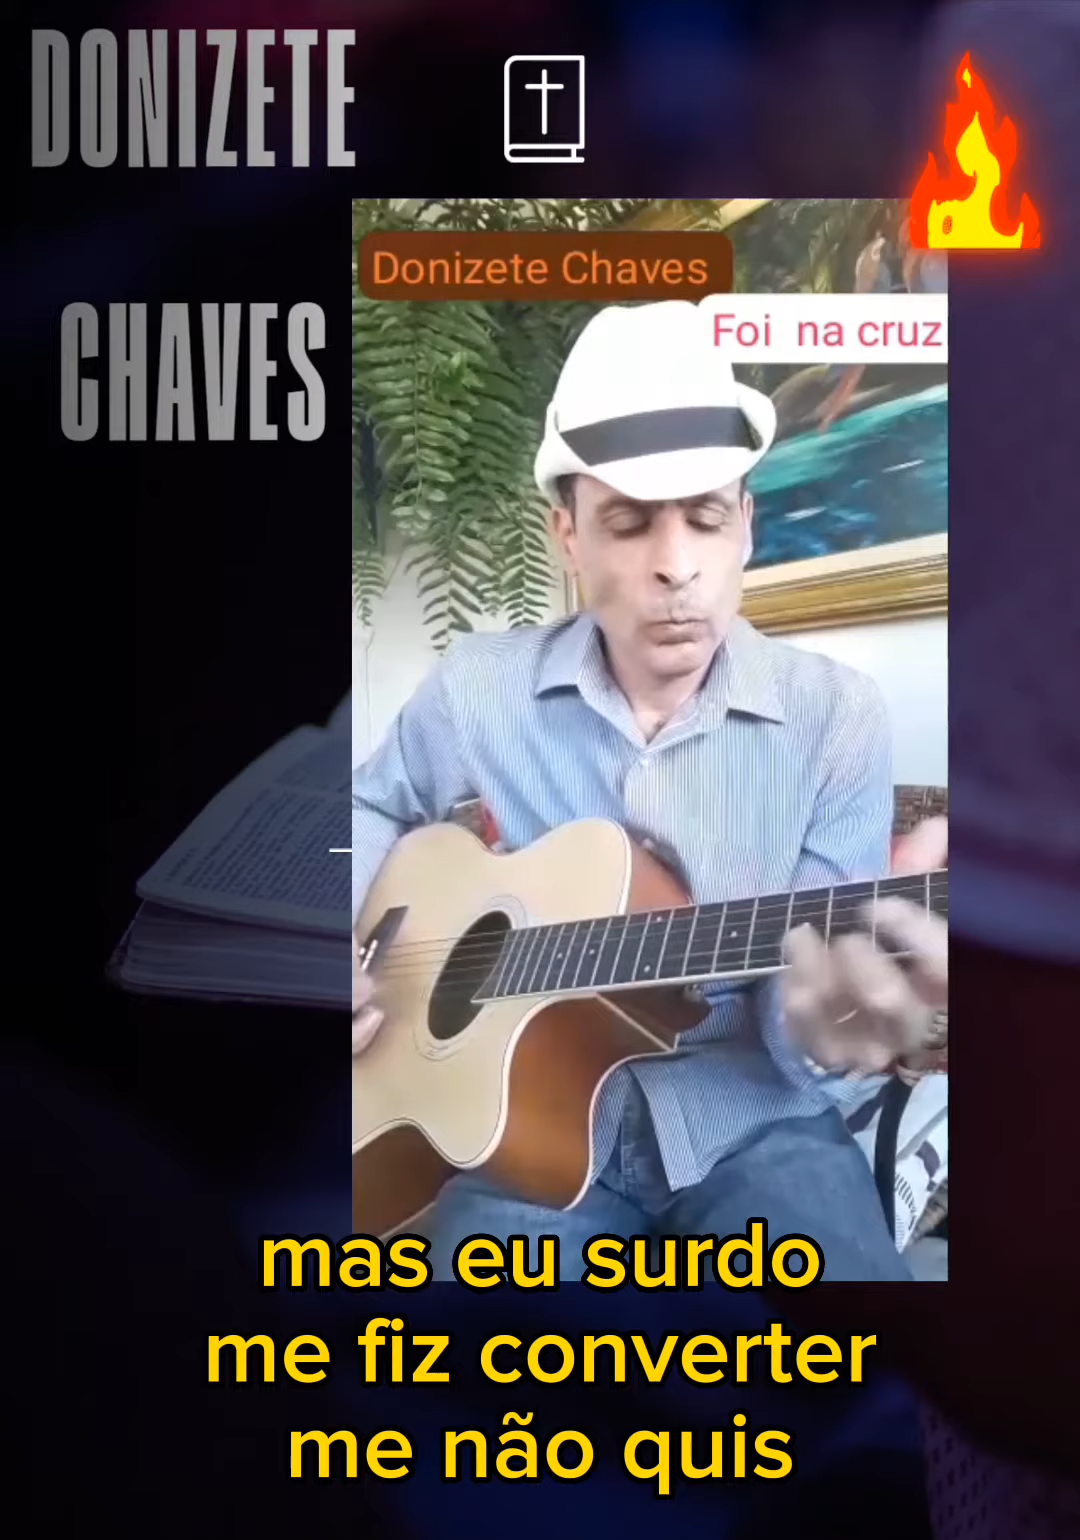 DONIZETE
CHAVES
Donizete Chaves
Foi na cruz
mas eu surdo
me fiz converter
me não quis